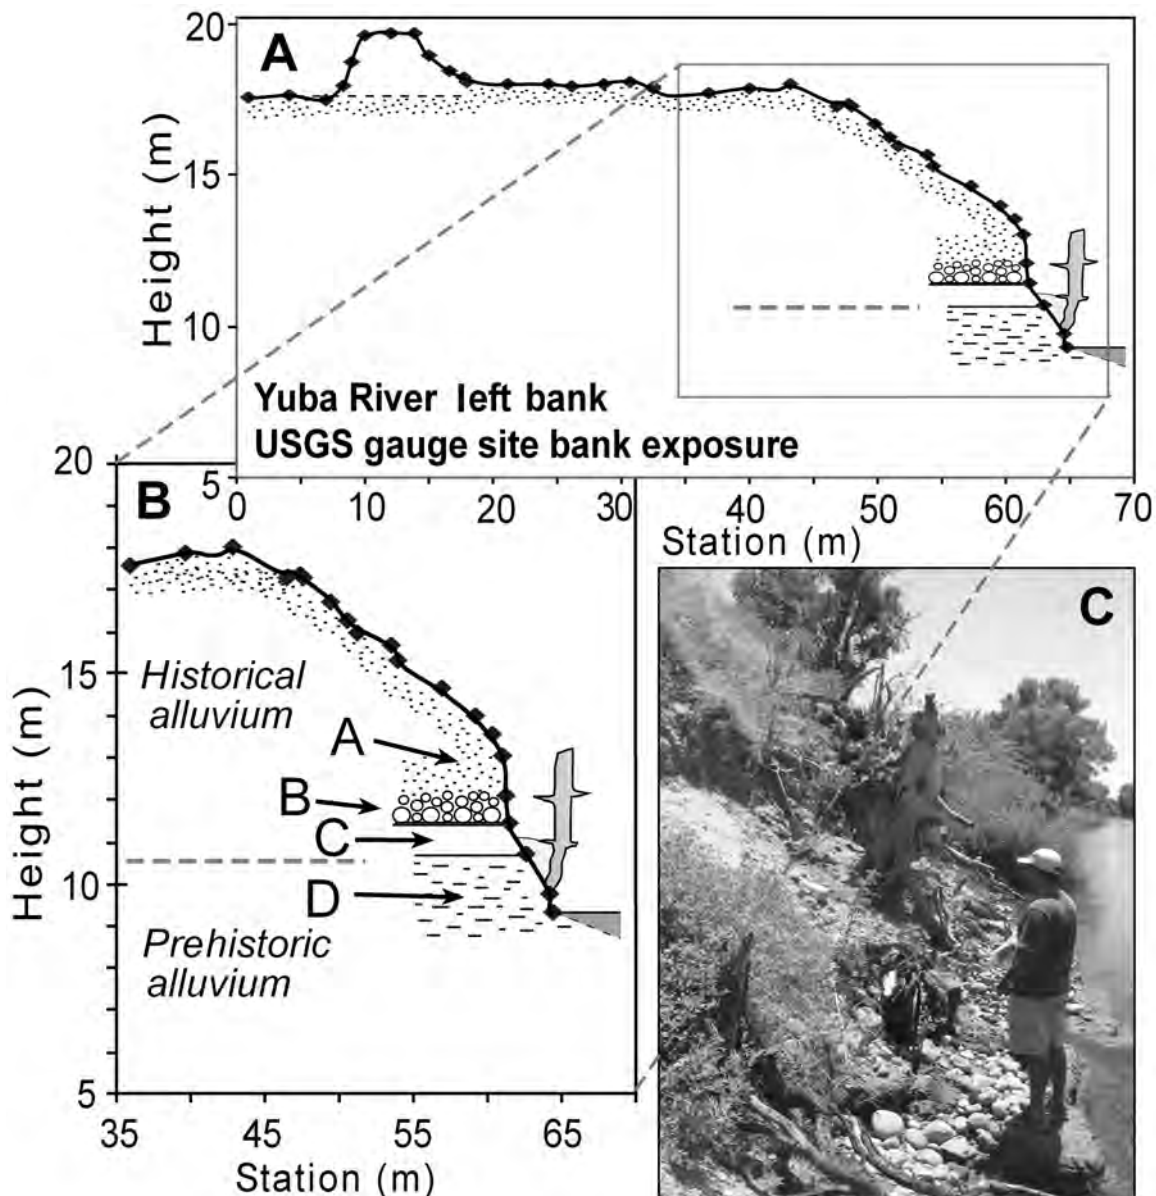 20
A
15
10
Height (m)
Yuba River left bank
USGS gauge site bank exposure
5
0
10
20
30
40
50
60
70
Station (m)
20
B
15
10
5
Height (m)
Historical
alluvium
A
B
C
D
Prehistoric
alluvium
35
45
55
65
Station (m)
C